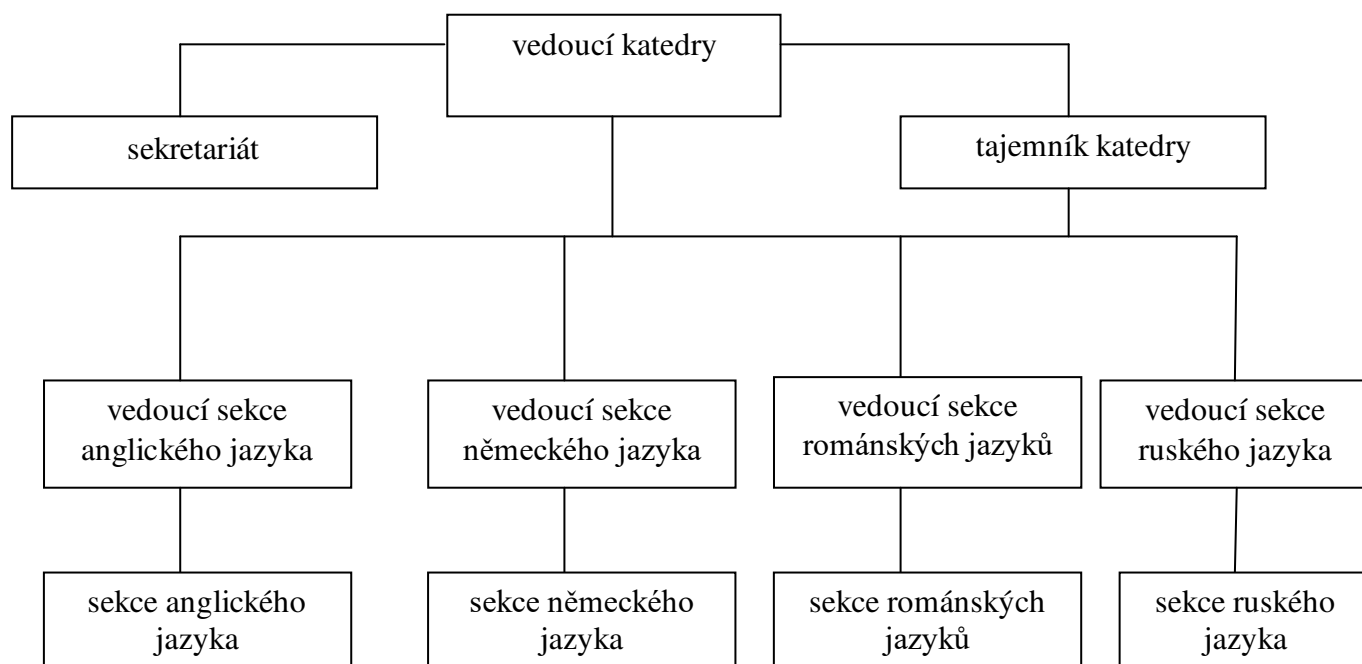 vedoucí katedry
sekretariát
tajemník katedry
vedoucí sekce
anglického jazyka
vedoucí sekce
německého jazyka
vedoucí sekce
románských jazyků
vedoucí sekce
ruského jazyka
sekce anglického
jazyka
sekce německého
jazyka
sekce románských
jazyků
sekce ruského
jazyka